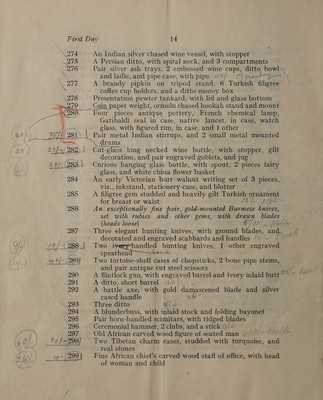 First Day 14
274 An Indian silver chased wine vessel, with stopper
275 A Persian ditto, with spiral neck, and 3 compartments
276 Pair silver ash trays, 2 embossed wine cups, ditto bowl
and ladle, and pipe case, with pipe
277 A brandy pipkin on tripod stand, 6 Turkish filigree
coffee cup holders, and a ditto money box
278 Presentation pewter tankard, with lid and glass bottom
279 Coin paper weight, ormolu chased hookah stand and mount
280 Four pieces antique pottery, French chemical lamp,
Garibaldi seal in case, native lancet, in case, watch
glass, with figured rim, in case, and 1 other
281 Pair metal Indian stirrups, and 2 small metal mounted
drums
282 Cut-glass long necked wine bottle, with stopper, gilt
decoration, and pair engraved goblets, and jug
283 Curious hanging glass bottle, with spout, 2 pieces fairy
glass, and white china flower basket
284 An early Victorian burr walnut writing set of 3 pieces,
viz., inkstand, stationery case, and blotter
285 A filigree stem studded and heavily gilt Turkish ornament
for breast or waist
286 An exceptionally fine pair, gold-mounted Burmese knives,
set with rubies and other gems, with drawn blades
(heads loose)
287 Three elegant hunting knives, with ground blades, and
decorated and engraved scabbards and handles
288 Two ivory-handled hunting knives, 1 other engraved
spearhead
289 Two tortoise-shell cases of chopsticks, 2 bone pipe stems,
and pair antique cut steel scissors
290 A flintlock gun, with engraved barrel and ivory inlaid butt
291 A ditto, short barrel
292 A battle axe, with gold damascened blade and silver
cased handle
293 Three ditto
294 A blunderbuss, with inlaid stock and folding bayonet
295 Pair horn-handled scimitars, with ridged blades
296 Ceremonial hammer, 2 clubs, and a stick
297 Old African carved wood figure of seated man
298 Two Tibetan charm cases, studded with turquoise, and
real stones
299 Fine African chief's carved wood staff of office, with head
of woman and child